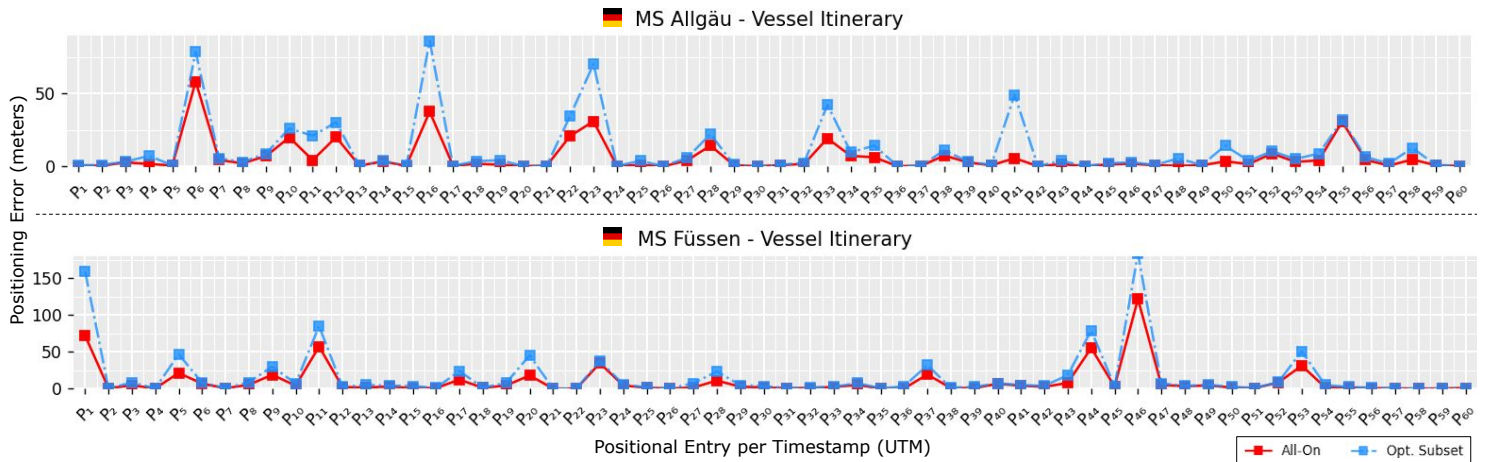 MS Allgäu - Vessel Itinerary
Positioning Error (meters)
50
0
P1 P2 P3 P4 P5 P6 P7 P8 P9 P10 P11 P12 P13 P14 P15 P16 P17 P18 P19 P20 P21 P22 P23 P24 P25 P26 P27 P28 P29 P30 P31 P32 P33 P34 P35 P36 P37 P38 P39 P40 P41 P42 P43 P44 P45 P46 P47 P48 P49 P50 P51 P52 P53 P54 P55 P56 P57 P58 P59 P60
MS Füssen - Vessel Itinerary
150
100
50
0
P1 P2 P3 P4 P5 P6 P7 P8 P9 P10 P11 P12 P13 P14 P15 P16 P17 P18 P19 P20 P21 P22 P23 P24 P25 P26 P27 P28 P29 P30 P31 P32 P33 P34 P35 P36 P37 P38 P39 P40 P41 P42 P43 P44 P45 P46 P47 P48 P49 P50 P51 P52 P53 P54 P55 P56 P57 P58 P59 P60
Positional Entry per Timestamp (UTM)
All-On Opt. Subset